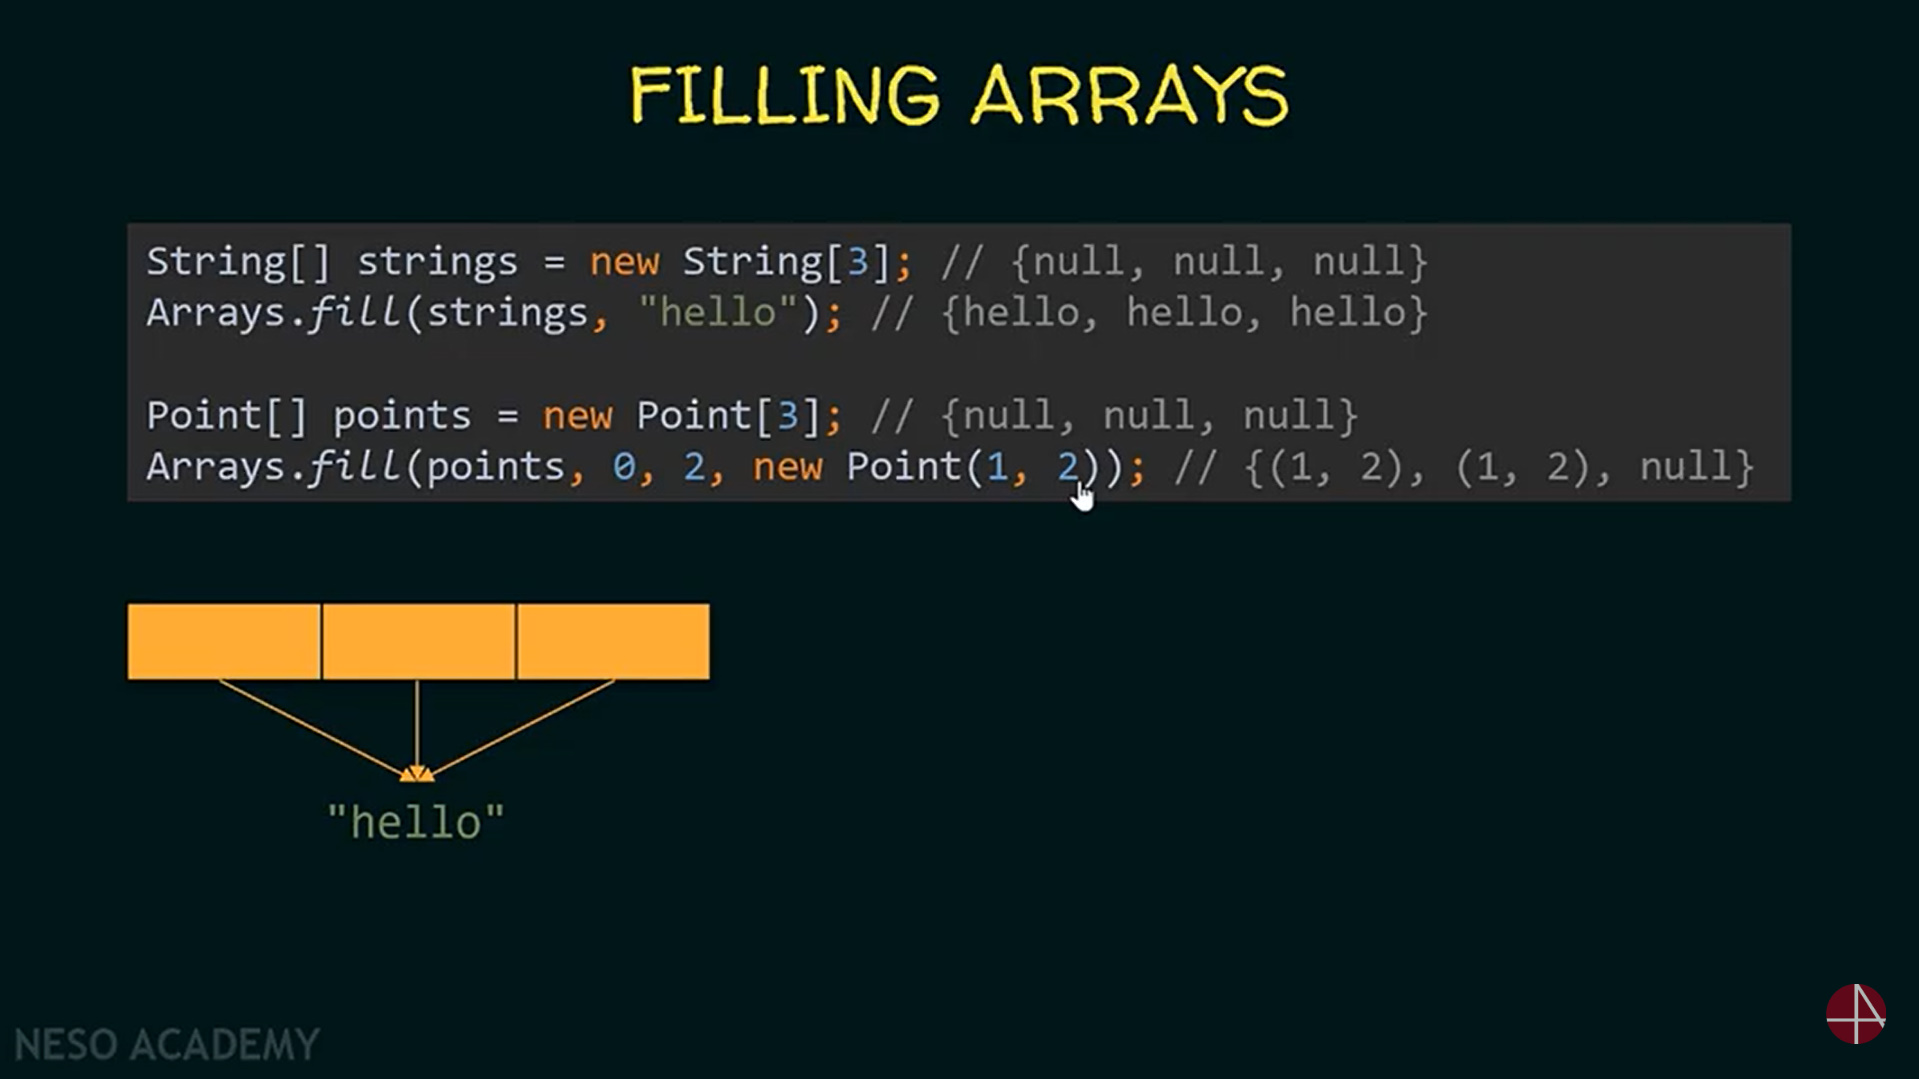 FILLING ARRAYS
String[] strings = new String[3]; // {null, null, null}
Arrays.fill(strings, "hello"); // {hello, hello, hello}
Point[] points = new Point[3]; // {null, null, null}
Arrays.fill(points, 0, 2, new Point(1, 2)); // {(1, 2), (1, 2), null}
"hello"
NESO ACADEMY